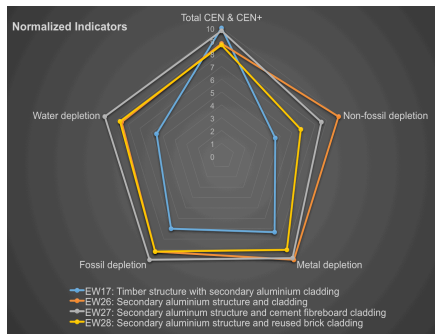 Normalized Indicators
Total CEN & CEN+
10
9
8
7
6
5
4
3
2
1
0
Water depletion
Non-fossil depletion
Fossil depletion
Metal depletion
EW17: Timber structure with secondary aluminium cladding
EW26: Secondary aluminium structure and cladding
EW27: Secondary aluminium structure and cement fibreboard cladding
EW28: Secondary aluminium structure and reused brick cladding